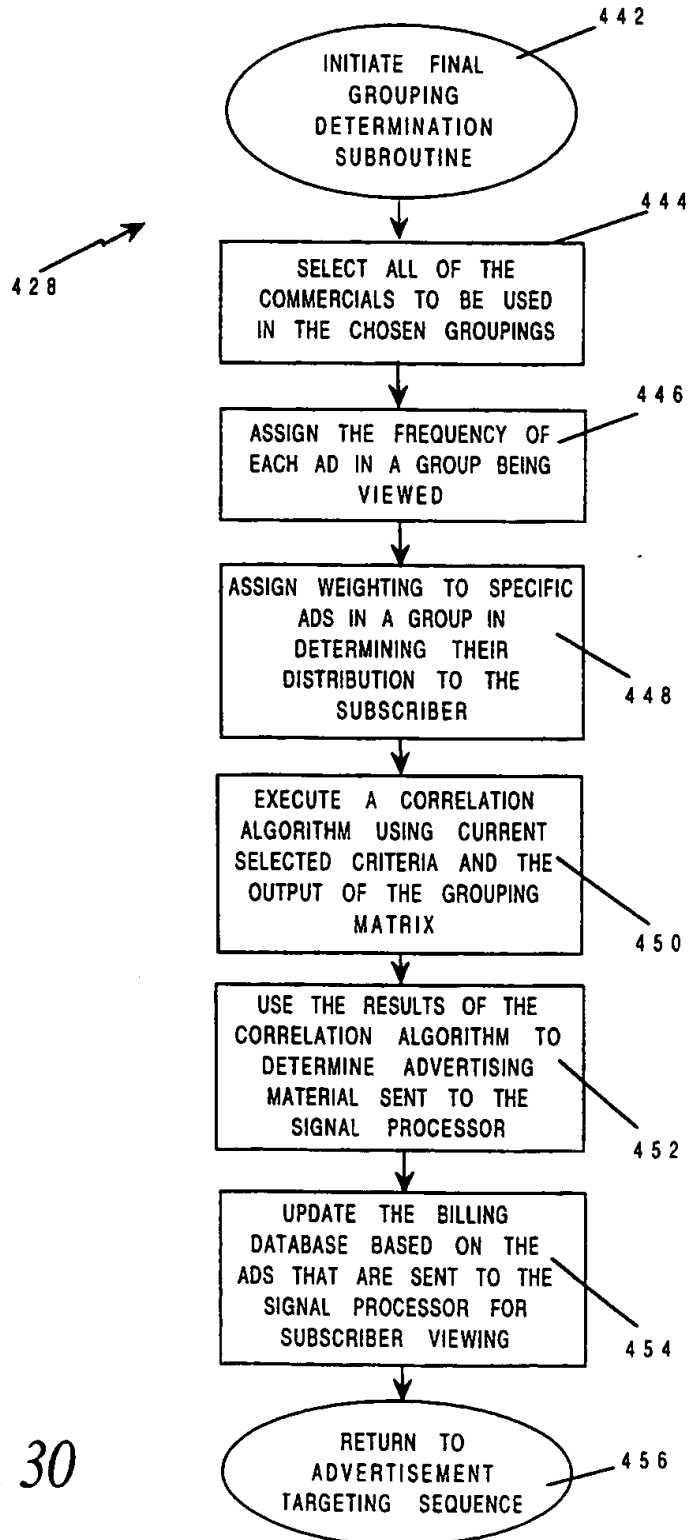 442
INITIATE FINAL
GROUPING
DETERMINATION
SUBROUTINE
428
444
SELECT ALL OF THE
COMMERCIALS TO BE USED
IN THE CHOSEN GROUPINGS
446
ASSIGN THE FREQUENCY OF
EACH AD IN A GROUP BEING
VIEWED
ASSIGN WEIGHTING TO SPECIFIC
ADS IN A GROUP IN
DETERMINING THEIR
DISTRIBUTION TO THE
SUBSCRIBER
448
EXECUTE A CORRELATION
ALGORITHM USING CURRENT
SELECTED CRITERIA AND THE
OUTPUT OF THE GROUPING
MATRIX
450
USE THE RESULTS OF THE
CORRELATION ALGORITHM TO
DETERMINE ADVERTISING
MATERIAL SENT TO THE
SIGNAL PROCESSOR
452
UPDATE THE BILLING
DATABASE BASED ON THE
ADS THAT ARE SENT TO THE
SIGNAL PROCESSOR FOR
SUBSCRIBER VIEWING
454
RETURN TO
ADVERTISEMENT
TARGETING SEQUENCE
456
30